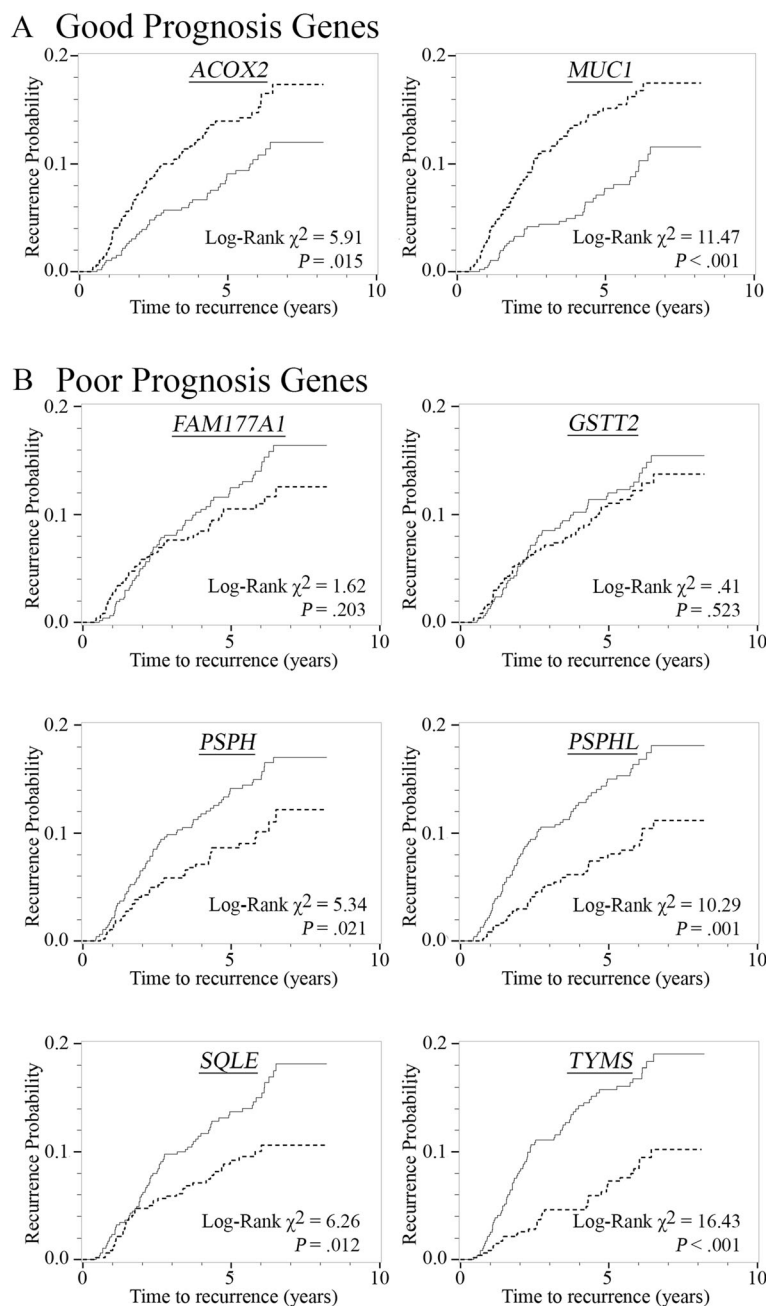 A Good Prognosis Genes
0.2
ACOX2
Recurrence Probability
0.1
Log-Rank χ² = 5.91
P = .015
0.0
0 5 10
Time to recurrence (years)
0.2
MUC1
Recurrence Probability
0.1
Log-Rank χ² = 11.47
P < .001
0.0
0 5 10
Time to recurrence (years)
B Poor Prognosis Genes
0.2
FAM177A1
Recurrence Probability
0.1
Log-Rank χ² = 1.62
P = .203
0.0
0 5 10
Time to recurrence (years)
0.2
GSTT2
Recurrence Probability
0.1
Log-Rank χ² = .41
P = .523
0.0
0 5 10
Time to recurrence (years)
0.2
PSPH
Recurrence Probability
0.1
Log-Rank χ² = 5.34
P = .021
0.0
0 5 10
Time to recurrence (years)
0.2
PSPHL
Recurrence Probability
0.1
Log-Rank χ² = 10.29
P = .001
0.0
0 5 10
Time to recurrence (years)
0.2
SQLE
Recurrence Probability
0.1
Log-Rank χ² = 6.26
P = .012
0.0
0 5 10
Time to recurrence (years)
0.2
TYMS
Recurrence Probability
0.1
Log-Rank χ² = 16.43
P < .001
0.0
0 5 10
Time to recurrence (years)